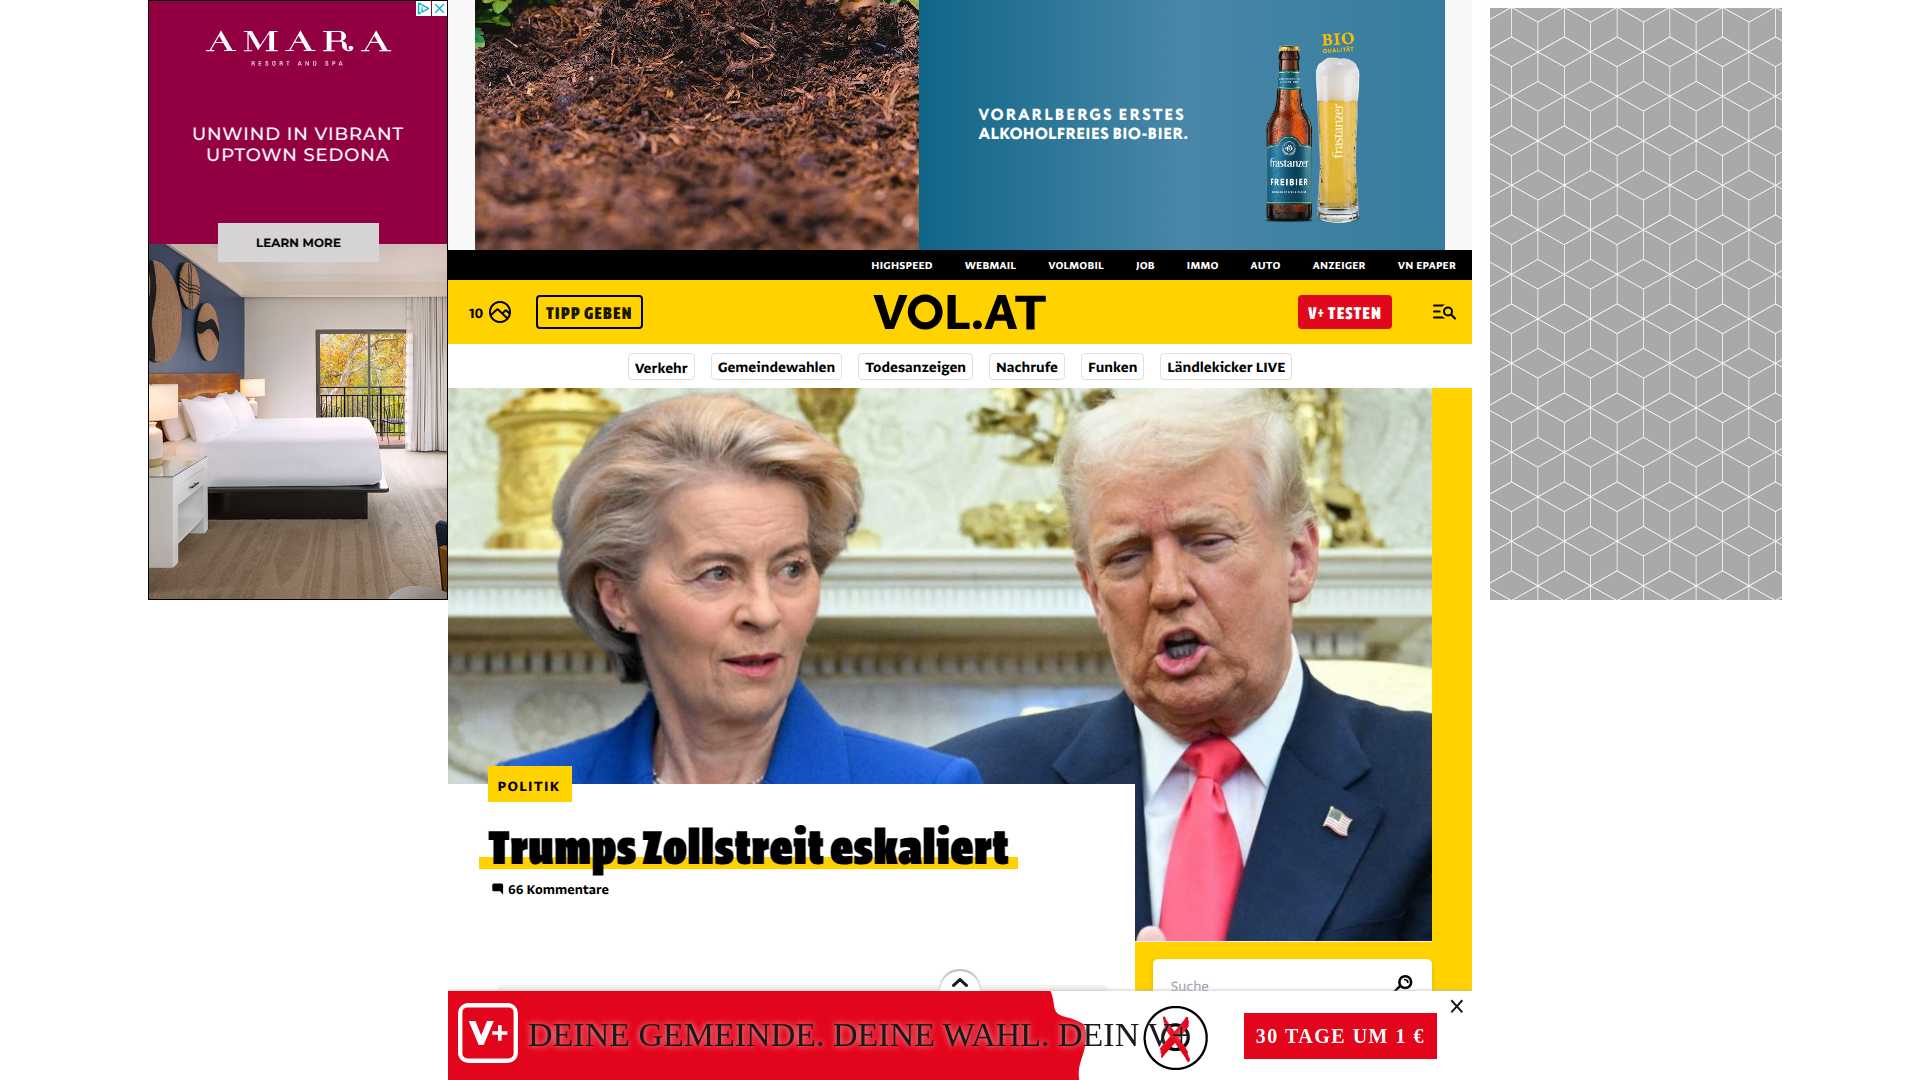 AMARA
RESORT AND SPA
UNWIND IN VIBRANT
UPTOWN SEDONA
LEARN MORE
VORARLBERGS ERSTES
ALKOHOLFREIES BIO-BIER.
BIO
QUALITÄT
frastanzer
frastanzer
FREIBIER
HIGHSPEED WEBMAIL VOLMOBIL JOB IMMO AUTO ANZEIGER VN EPAPER
10 TIPP GEBEN VOL.AT V+ TESTEN
Verkehr Gemeindewahlen Todesanzeigen Nachrufe Funken Ländlekicker LIVE
POLITIK
Trumps Zollstreit eskaliert
66 Kommentare
Suche
V+ DEINE GEMEINDE. DEINE WAHL. DEIN V+ 30 TAGE UM 1 €